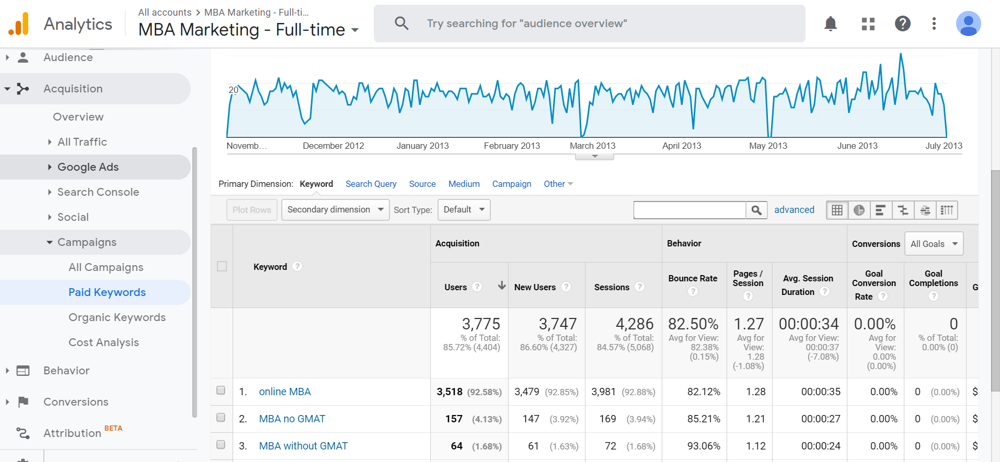 Analytics
All accounts > MBA Marketing - Full-ti...
MBA Marketing - Full-time
Try searching for "audience overview"
Audience
Acquisition
Overview
All Traffic
Google Ads
Search Console
Social
Campaigns
All Campaigns
Paid Keywords
Organic Keywords
Cost Analysis
Behavior
Conversions
Attribution BETA
20
Novemb... December 2012 January 2013 February 2013 March 2013 April 2013 May 2013 June 2013 July 2013
Primary Dimension: Keyword Search Query Source Medium Campaign Other
Plot Rows Secondary dimension Sort Type: Default advanced
Acquisition Behavior Conversions All Goals
Keyword ?
Users ? New Users ? Sessions ? 
Bounce Rate ?
Pages / Session ?
Avg. Session Duration ?
Goal Conversion Rate ?
Goal Completions ?
G
3,775 3,747 4,286 82.50% 1.27 00:00:34 0.00% 0
% of Total: 85.72% (4,404)
% of Total: 86.60% (4,327)
% of Total: 84.57% (5,068)
Avg for View: 82.38% (0.15%)
Avg for View: 1.28 (-1.08%)
Avg for View: 00:00:37 (-7.08%)
Avg for View: 0.00% (0.00%)
% of Total: 0.00% (0)
1. online MBA 3,518 (92.58%) 3,479 (92.85%) 3,981 (92.88%) 82.12% 1.28 00:00:35 0.00% 0 (0.00%) $
2. MBA no GMAT 157 (4.13%) 147 (3.92%) 169 (3.94%) 85.21% 1.21 00:00:27 0.00% 0 (0.00%) $
3. MBA without GMAT 64 (1.68%) 61 (1.63%) 72 (1.68%) 93.06% 1.12 00:00:24 0.00% 0 (0.00%) $